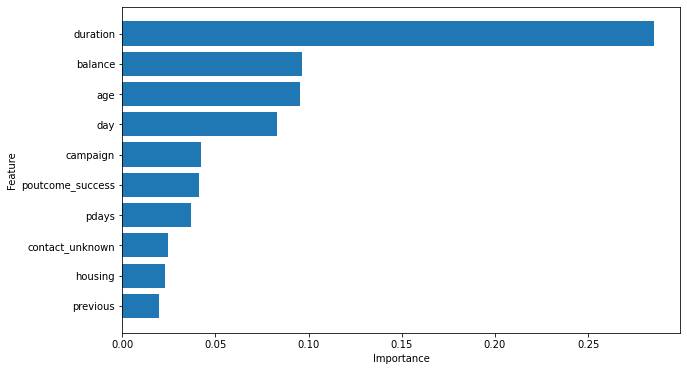 duration
balance
age
day
campaign
poutcome_success
pdays
contact_unknown
housing
previous
Feature
0.00 0.05 0.10 0.15 0.20 0.25
Importance